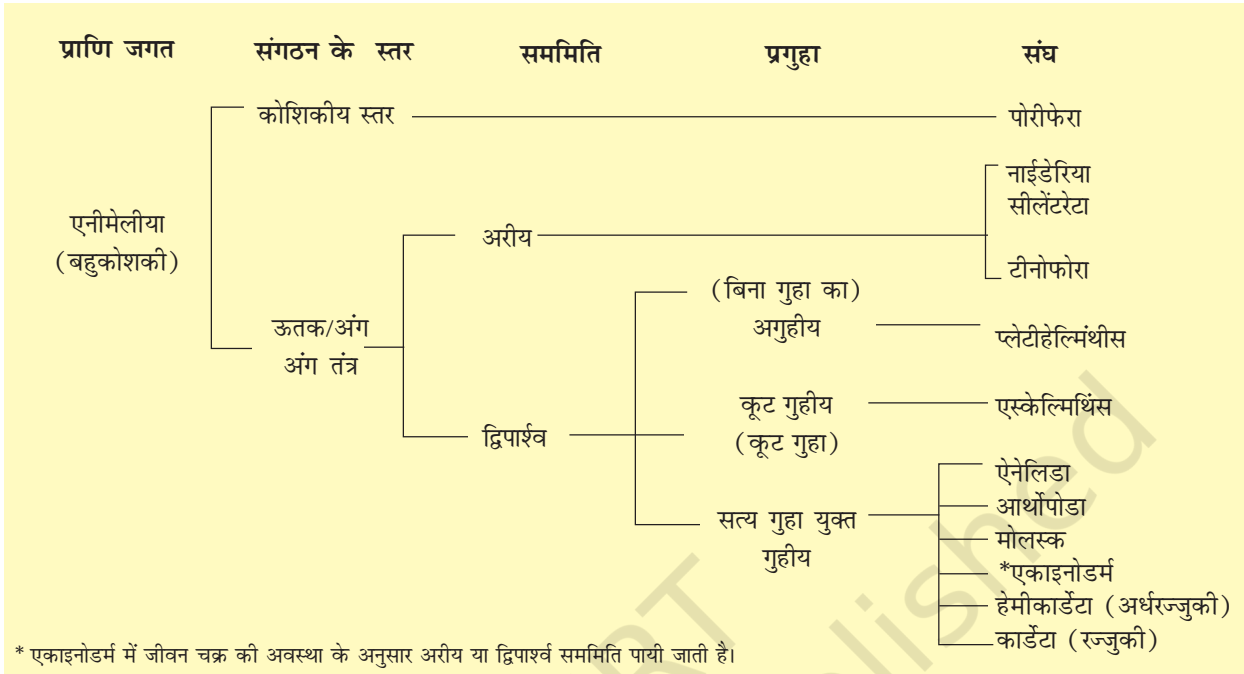 प्राणि जगत संगठन के स्तर सममिति प्रगुहा संघ
कोशिकीय स्तर पोरीफेरा
नाईडेरिया
सीलेंटरेटा
एनीमेलीया
(बहुकोशकी)
अरीय
टीनोफोरा
(बिना गुहा का)
अगुहीय
प्लेटीहेल्मिंथीस
ऊतक/अंग
अंग तंत्र
कूट गुहीय
(कूट गुहा)
एस्केल्मिथिंस
द्विपार्श्व
ऐनेलिडा
आर्थोपोडा
सत्य गुहा युक्त
गुहीय
मोलस्क
*एकाइनोडर्म
हेमीकार्डेटा (अर्धरज्जुकी)
कार्डेटा (रज्जुकी)
* एकाइनोडर्म में जीवन चक्र की अवस्था के अनुसार अरीय या द्विपार्श्व सममिति पायी जाती है।